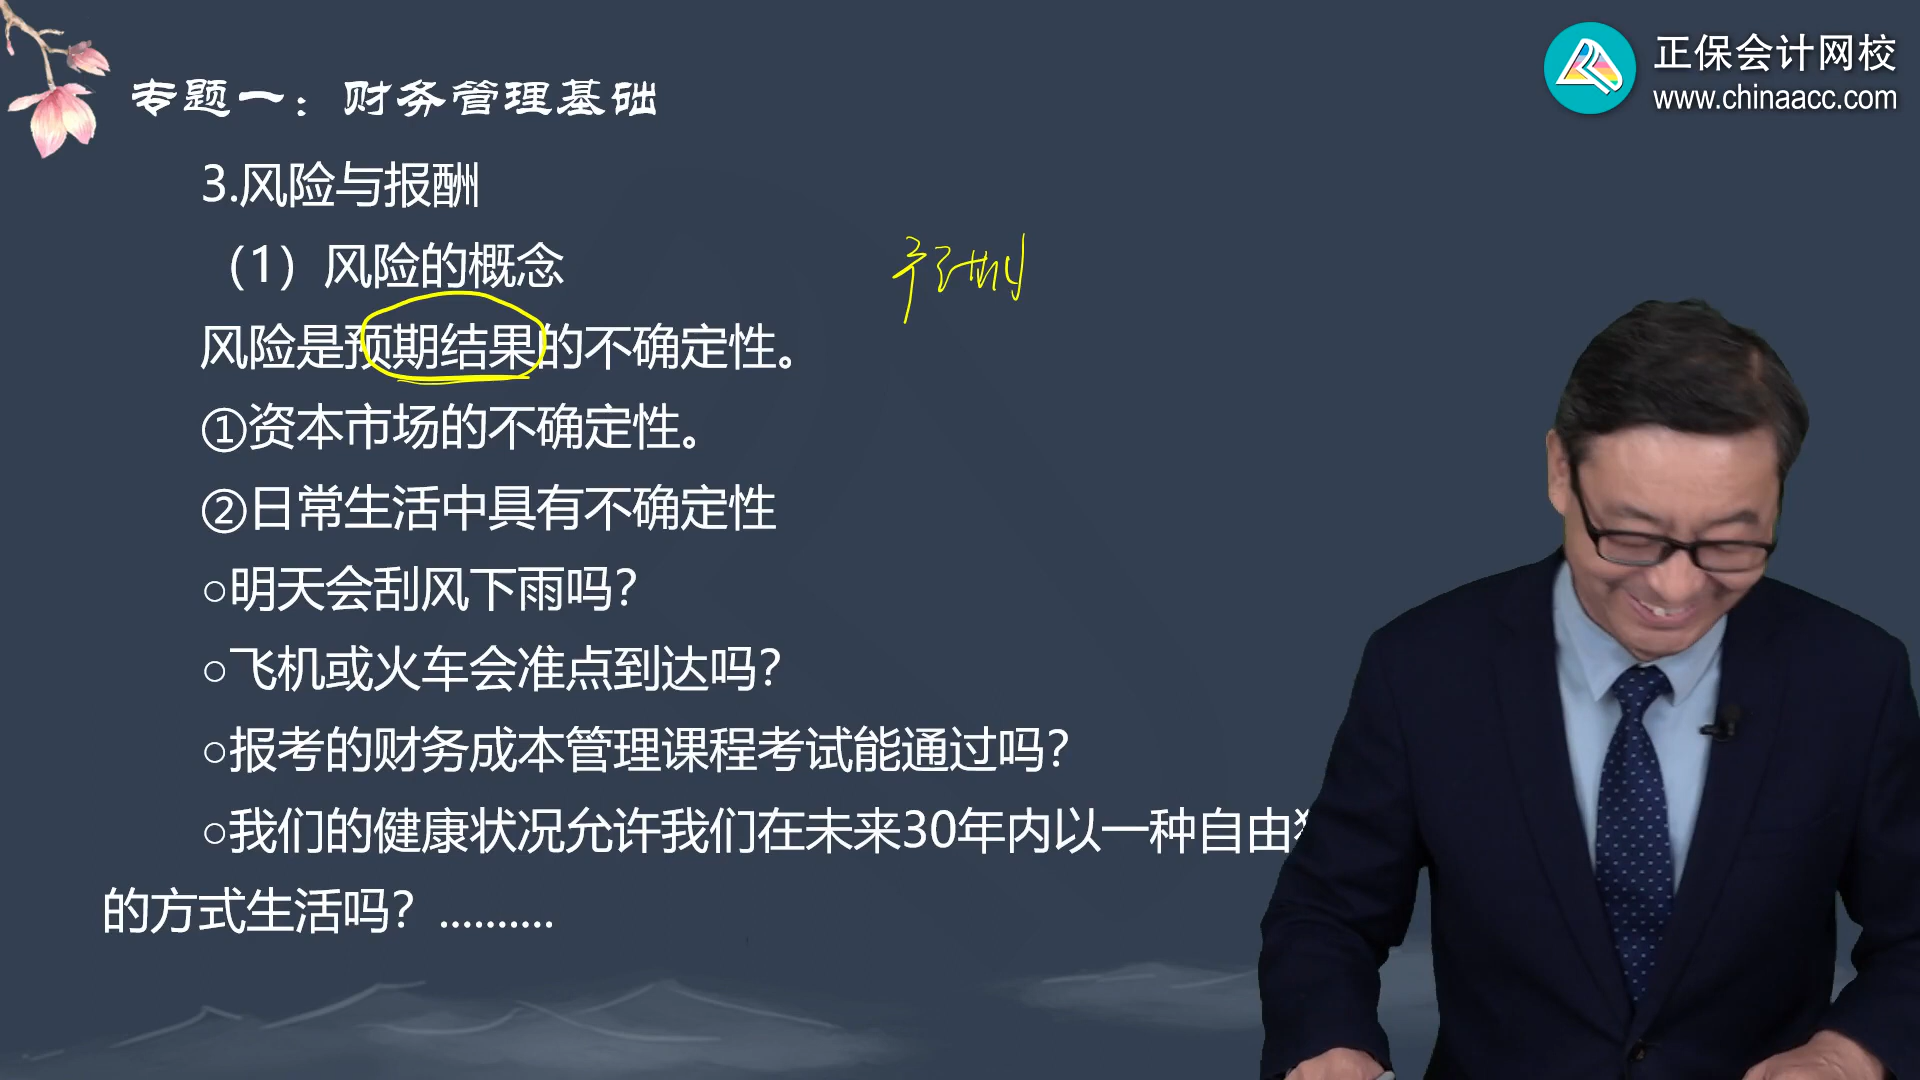 正保会计网校
www.chinaacc.com
专题一：财务管理基础
3.风险与报酬
（1）风险的概念
风险是预期结果的不确定性。
①资本市场的不确定性。
②日常生活中具有不确定性
○明天会刮风下雨吗？
○飞机或火车会准点到达吗？
○报考的财务成本管理课程考试能通过吗？
○我们的健康状况允许我们在未来30年内以一种自由
的方式生活吗？..........